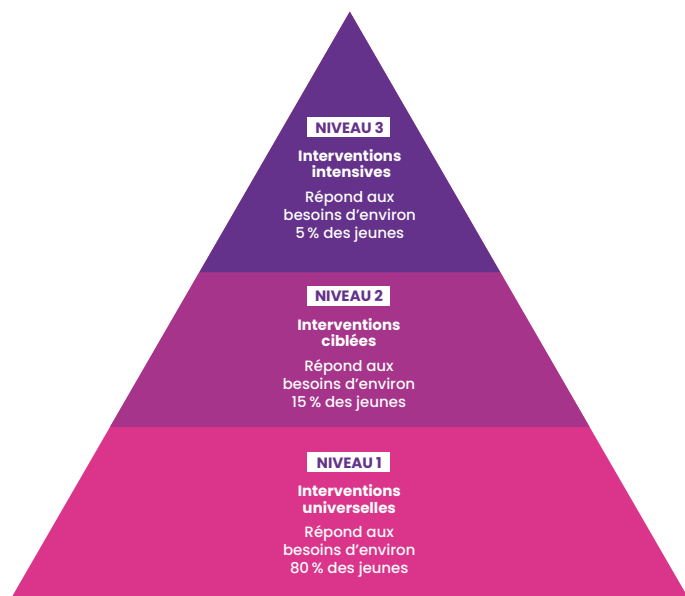 NIVEAU 3
Interventions
intensives
Répond aux
besoins d’environ
5 % des jeunes
NIVEAU 2
Interventions
ciblées
Répond aux
besoins d’environ
15 % des jeunes
NIVEAU 1
Interventions
universelles
Répond aux
besoins d’environ
80 % des jeunes